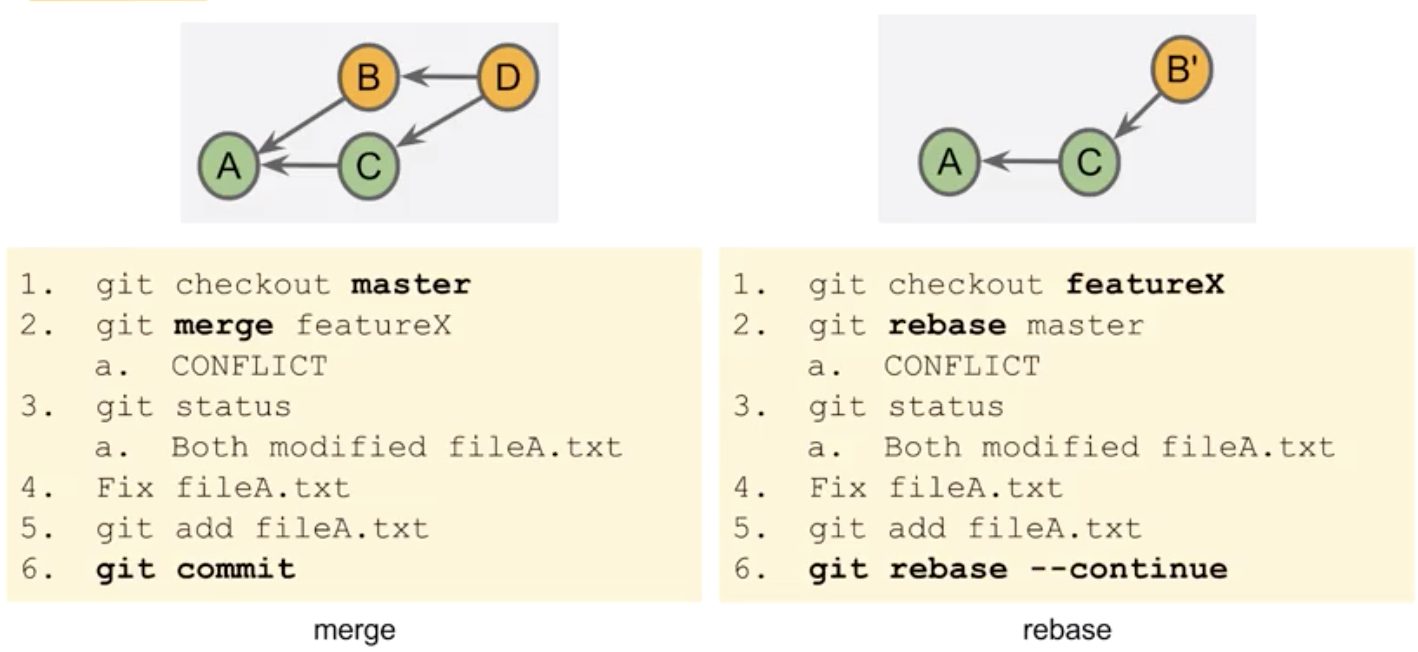 B
D
A
C
B'
A
C
1. git checkout master
2. git merge featureX
a. CONFLICT
3. git status
a. Both modified fileA.txt
4. Fix fileA.txt
5. git add fileA.txt
6. git commit
merge
1. git checkout featureX
2. git rebase master
a. CONFLICT
3. git status
a. Both modified fileA.txt
4. Fix fileA.txt
5. git add fileA.txt
6. git rebase --continue
rebase